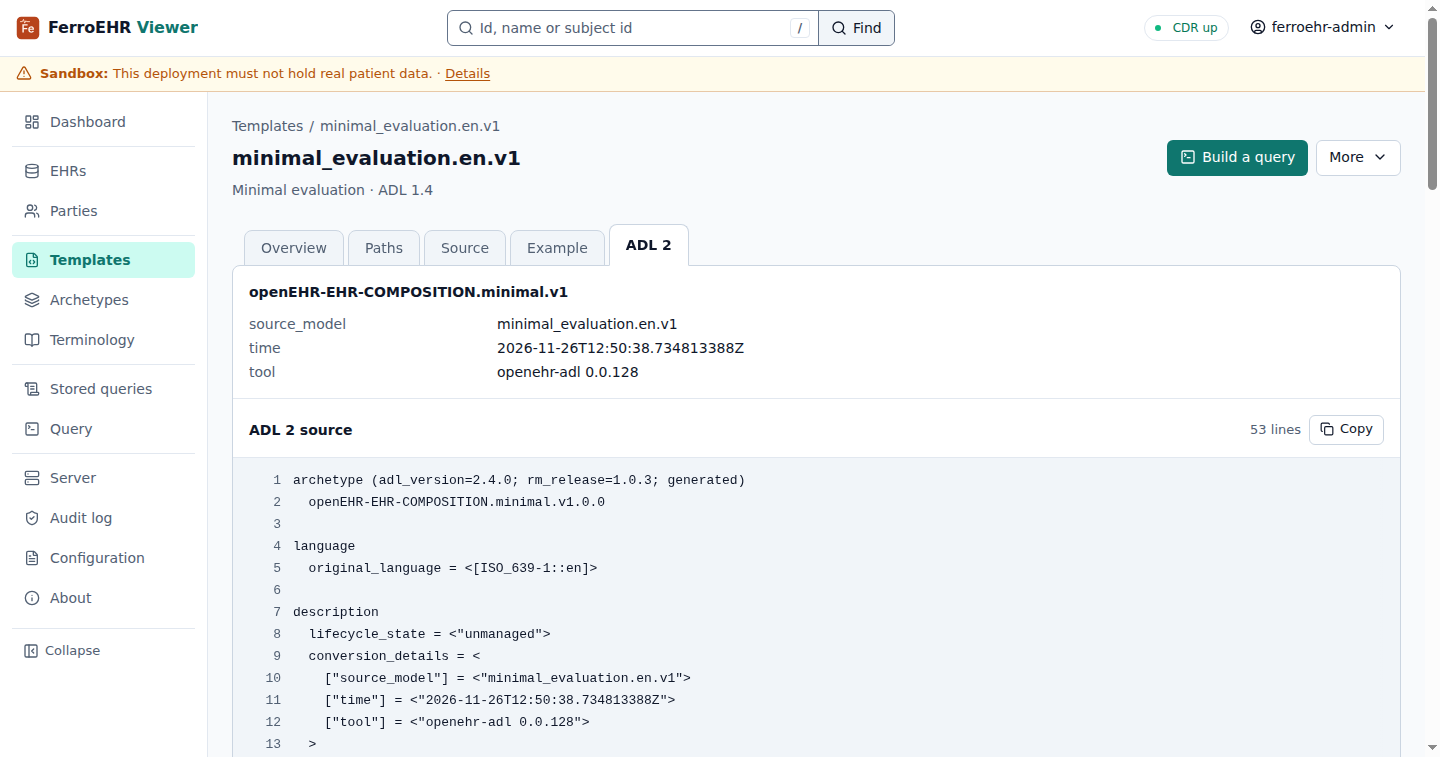 Fe FerroEHR Viewer
Id, name or subject id / Find
CDR up
ferroehr-admin
Sandbox: This deployment must not hold real patient data. · Details
Dashboard
EHRs
Parties
Templates
Archetypes
Terminology
Stored queries
Query
Server
Audit log
Configuration
About
Collapse
Templates / minimal_evaluation.en.v1
minimal_evaluation.en.v1
Minimal evaluation · ADL 1.4
Build a query
More
Overview Paths Source Example ADL 2
openEHR-EHR-COMPOSITION.minimal.v1
source_model minimal_evaluation.en.v1
time 2026-11-26T12:50:38.734813388Z
tool openehr-adl 0.0.128
ADL 2 source 53 lines Copy
1 archetype (adl_version=2.4.0; rm_release=1.0.3; generated)
2   openEHR-EHR-COMPOSITION.minimal.v1.0.0
3
4 language
5   original_language = <[ISO_639-1::en]>
6
7 description
8   lifecycle_state = <"unmanaged">
9   conversion_details = <
10     ["source_model"] = <"minimal_evaluation.en.v1">
11     ["time"] = <"2026-11-26T12:50:38.734813388Z">
12     ["tool"] = <"openehr-adl 0.0.128">
13   >